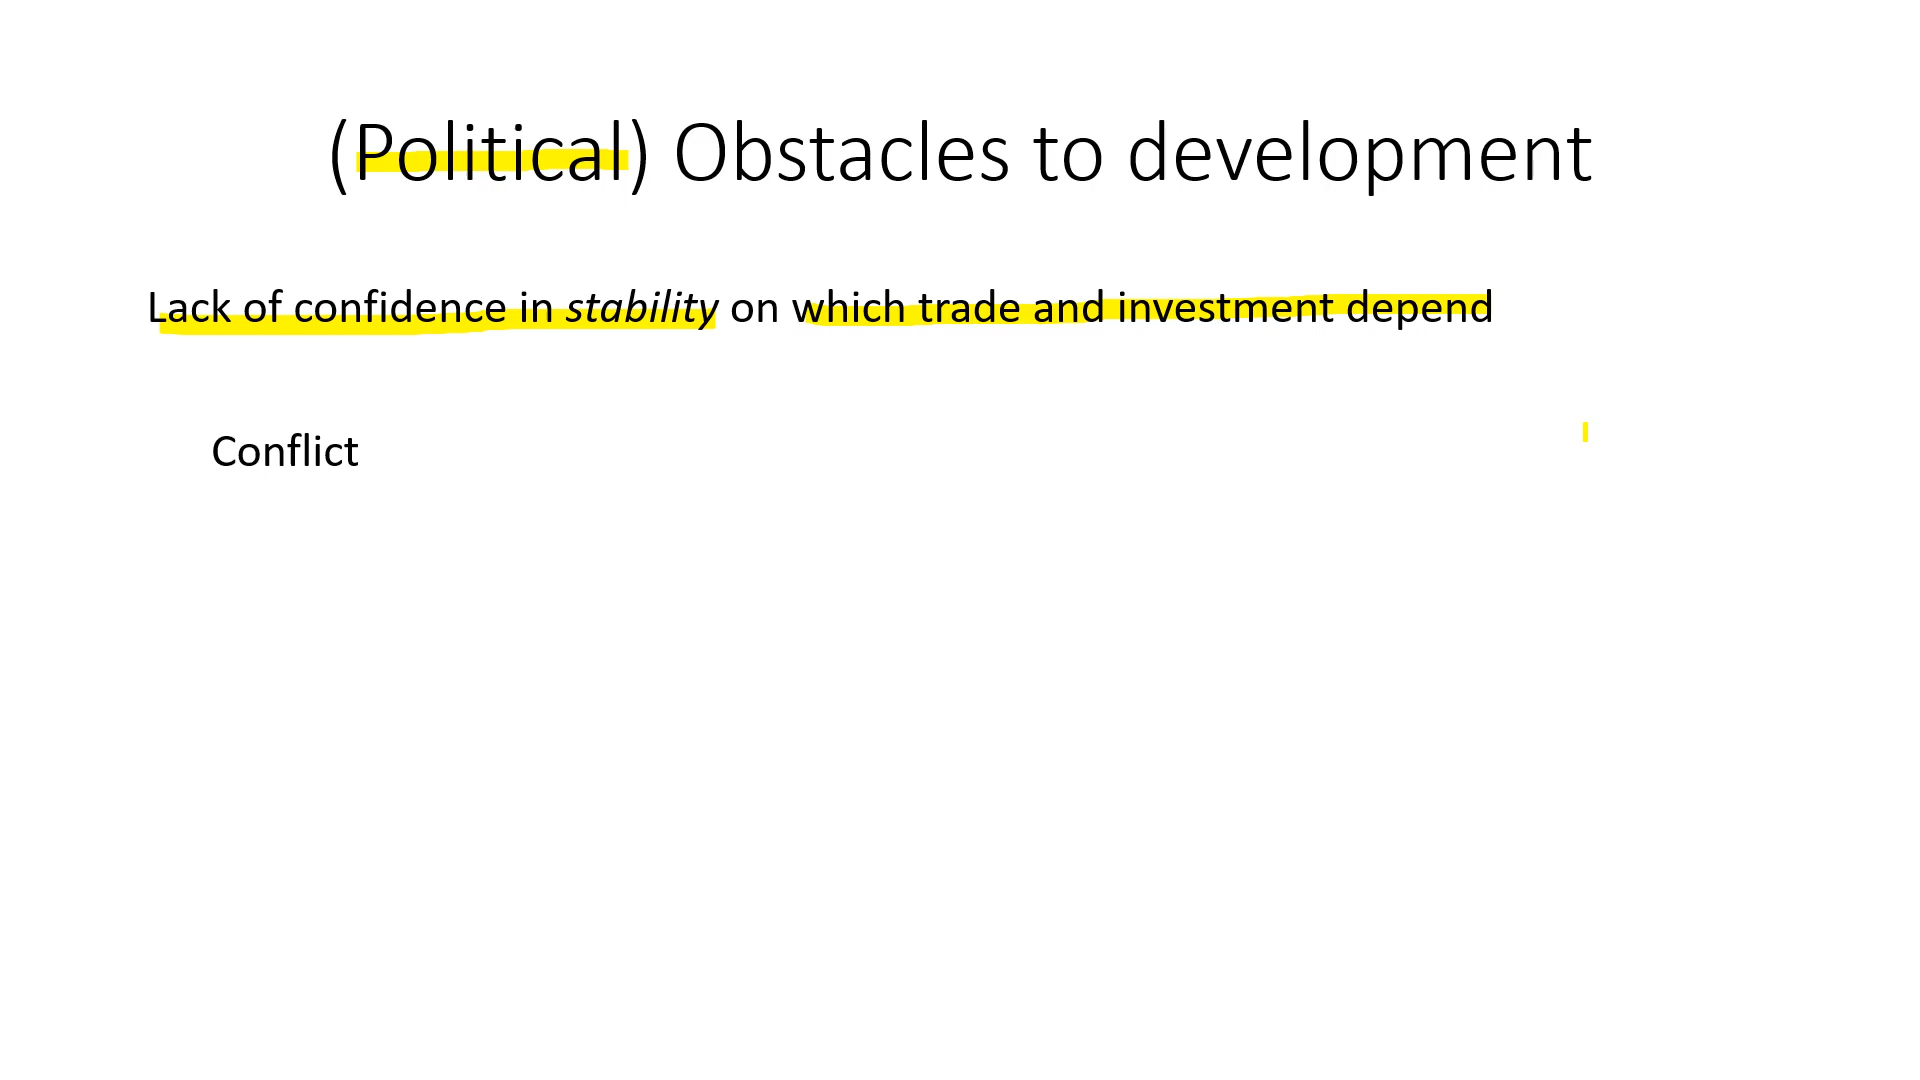 (Political) Obstacles to development
Lack of confidence in stability on which trade and investment depend
Conflict